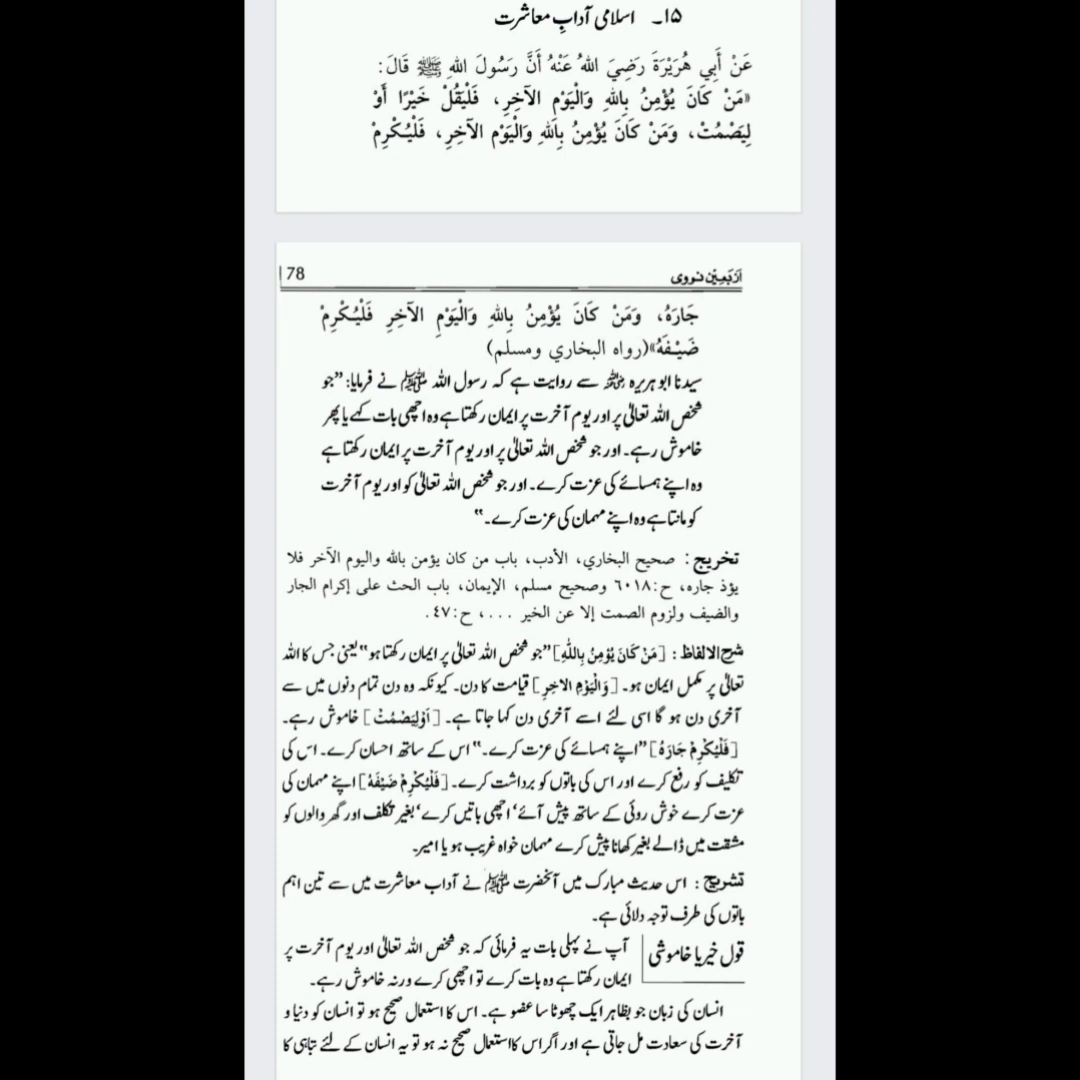 ۱۵۔ اسلامی آدابِ معاشرت
عَنْ أَبِي هُرَيْرَةَ رَضِيَ اللهُ عَنْهُ أَنَّ رَسُولَ اللهِ ﷺ قَالَ:
«مَنْ كَانَ يُؤْمِنُ بِاللهِ وَالْيَوْمِ الآخِرِ، فَلْيَقُلْ خَيْرًا أَوْ
لِيَصْمُتْ، وَمَنْ كَانَ يُؤْمِنُ بِاللهِ وَالْيَوْمِ الآخِرِ، فَلْيُكْرِمْ
اَرْبَعِيْن نووی 78
جَارَهُ، وَمَنْ كَانَ يُؤْمِنُ بِاللهِ وَالْيَوْمِ الآخِرِ فَلْيُكْرِمْ
ضَيْفَهُ»(رواه البخاري ومسلم)
سیدنا ابو ہریرہ رضی اللہ عنہ سے روایت ہے کہ رسول اللہ ﷺ نے فرمایا: ”جو
شخص اللہ تعالیٰ پر اور یوم آخرت پر ایمان رکھتا ہے وہ اچھی بات کہے یا پھر
خاموش رہے۔ اور جو شخص اللہ تعالیٰ پر اور یوم آخرت پر ایمان رکھتا ہے
وہ اپنے ہمسائے کی عزت کرے۔ اور جو شخص اللہ تعالیٰ کو اور یوم آخرت
کو مانتا ہے وہ اپنے مہمان کی عزت کرے۔“
تخریج: صحيح البخاري، الأدب، باب من كان يؤمن بالله واليوم الآخر فلا
يؤذ جاره، ح:٦٠١٨ وصحيح مسلم، الإيمان، باب الحث على إكرام الجار
والضيف ولزوم الصمت إلا عن الخير ...، ح:٤٧.
شرح الالفاظ: [مَنْ كَانَ يُؤْمِنُ بِاللّٰهِ] ”جو شخص اللہ تعالیٰ پر ایمان رکھتا ہو“ یعنی جس کا اللہ
تعالیٰ پر مکمل ایمان ہو۔ [وَالْيَوْمِ الاخِرِ] قیامت کا دن۔ کیونکہ وہ دن تمام دنوں میں سے
آخری دن ہو گا اسی لئے اسے آخری دن کہا جاتا ہے۔ [اَوْلِيَصْمُتْ] خاموش رہے۔
[فَلْيُكْرِمْ جَارَهُ] ”اپنے ہمسائے کی عزت کرے۔“ اس کے ساتھ احسان کرے۔ اس کی
تکلیف کو رفع کرے اور اس کی باتوں کو برداشت کرے۔ [فَلْيُكْرِمْ ضَيْفَهُ] اپنے مہمان کی
عزت کرے خوش روئی کے ساتھ پیش آئے‘ اچھی باتیں کرے‘ بغیر تکلف اور گھر والوں کو
مشقت میں ڈالے بغیر کھانا پیش کرے مہمان خواہ غریب ہو یا امیر۔
تشریح: اس حدیث مبارک میں آنحضرت ﷺ نے آداب معاشرت میں سے تین اہم
باتوں کی طرف توجہ دلائی ہے۔
قول خیر یا خاموشی آپ نے پہلی بات یہ فرمائی کہ جو شخص اللہ تعالیٰ اور یوم آخرت پر
ایمان رکھتا ہے وہ بات کرے تو اچھی کرے ورنہ خاموش رہے۔
انسان کی زبان جو بظاہر ایک چھوٹا سا عضو ہے۔ اس کا استعمال صحیح ہو تو انسان کو دنیا و
آخرت کی سعادت مل جاتی ہے اور اگر اس کا استعمال صحیح نہ ہو تو یہ انسان کے لئے تباہی کا